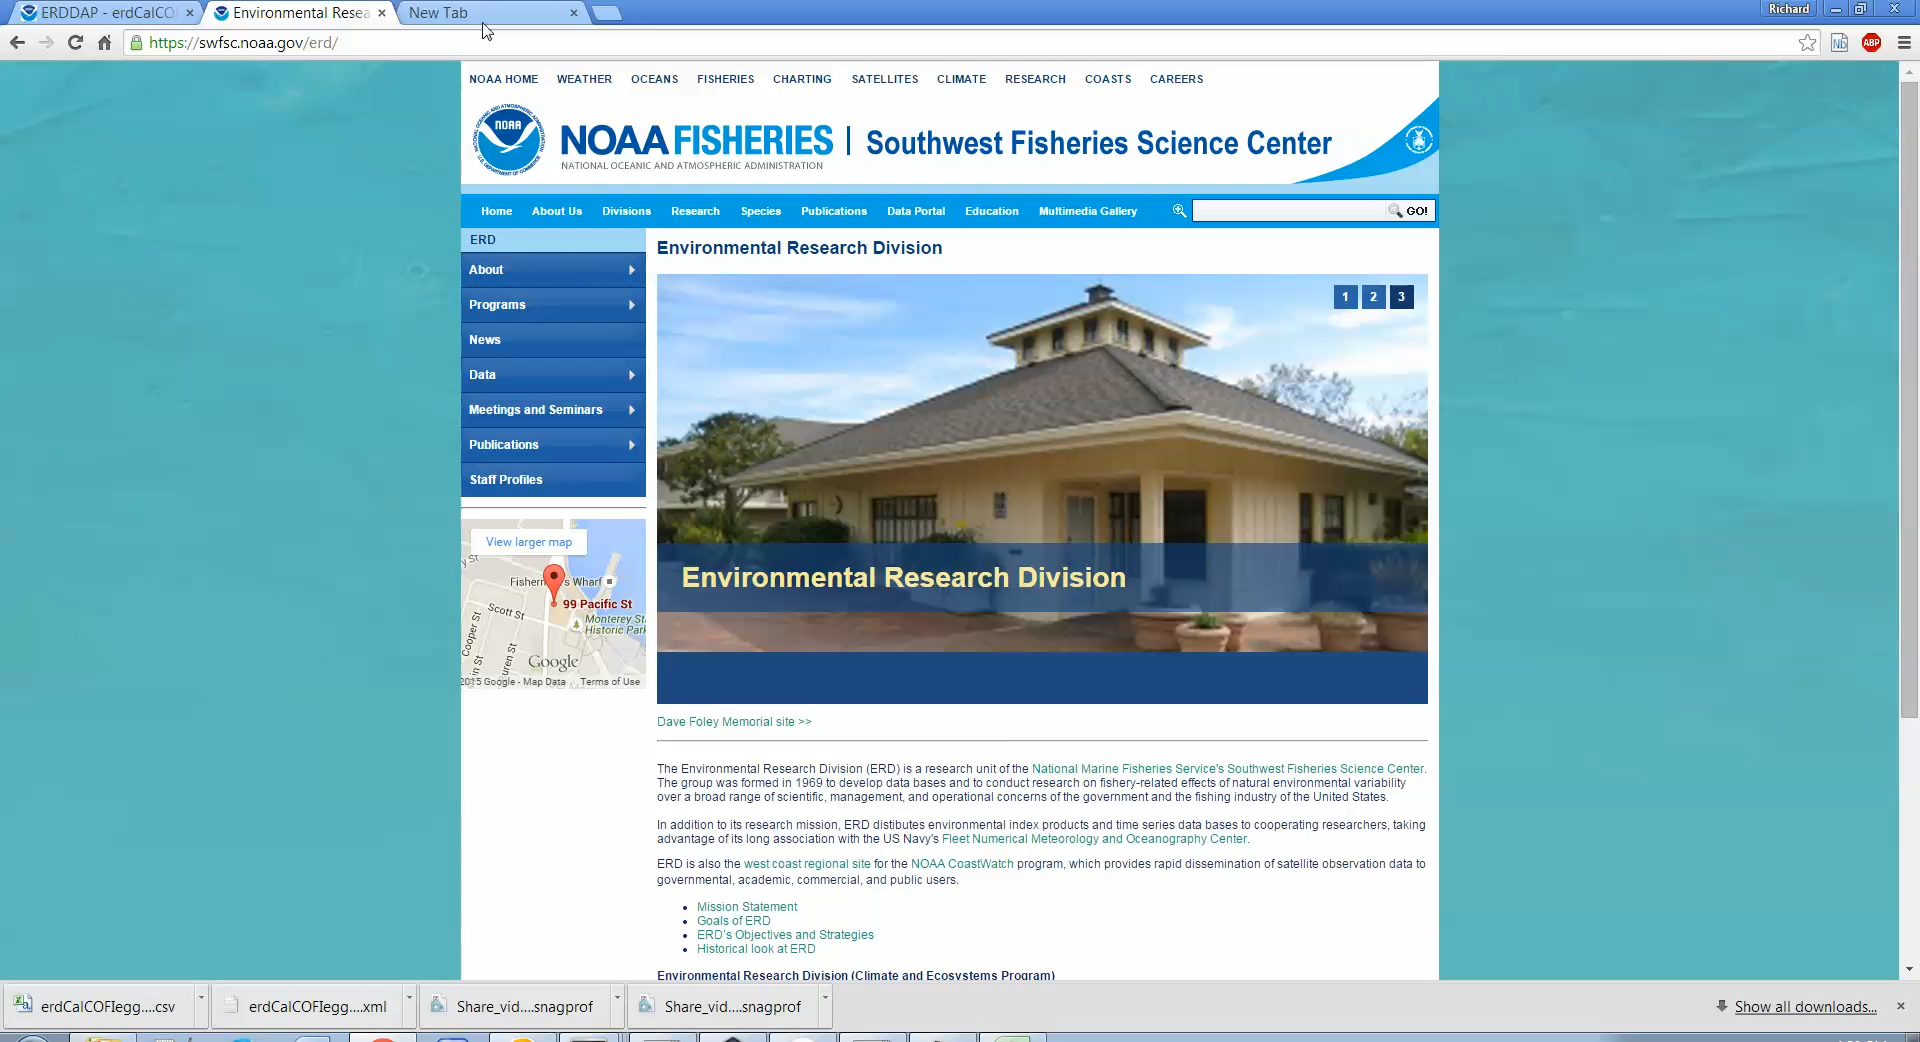 ERDDAP - erdCalCO
Environmental Resea
New Tab
Richard
https://swfsc.noaa.gov/erd/
Nb
ABP
NOAA HOME WEATHER OCEANS FISHERIES CHARTING SATELLITES CLIMATE RESEARCH COASTS CAREERS
NOAA
NOAA FISHERIES | Southwest Fisheries Science Center
NATIONAL OCEANIC AND ATMOSPHERIC ADMINISTRATION
Home About Us Divisions Research Species Publications Data Portal Education Multimedia Gallery GO!
ERD
About
Programs
News
Data
Meetings and Seminars
Publications
Staff Profiles
View larger map
Scott St
99 Pacific St
Monterey St
Historic Park
Cooper St
Google
2015 Google - Map Data Terms of Use
Environmental Research Division
1 2 3
Environmental Research Division
Dave Foley Memorial site >>
The Environmental Research Division (ERD) is a research unit of the National Marine Fisheries Service's Southwest Fisheries Science Center.
The group was formed in 1969 to develop data bases and to conduct research on fishery-related effects of natural environmental variability
over a broad range of scientific, management, and operational concerns of the government and the fishing industry of the United States.
In addition to its research mission, ERD distibutes environmental index products and time series data bases to cooperating researchers, taking
advantage of its long association with the US Navy's Fleet Numerical Meteorology and Oceanography Center.
ERD is also the west coast regional site for the NOAA CoastWatch program, which provides rapid dissemination of satellite observation data to
governmental, academic, commercial, and public users.
• Mission Statement
• Goals of ERD
• ERD's Objectives and Strategies
• Historical look at ERD
Environmental Research Division (Climate and Ecosystems Program)
erdCalCOFIegg....csv
erdCalCOFIegg....xml
Share_vid....snagprof
Share_vid....snagprof
Show all downloads...